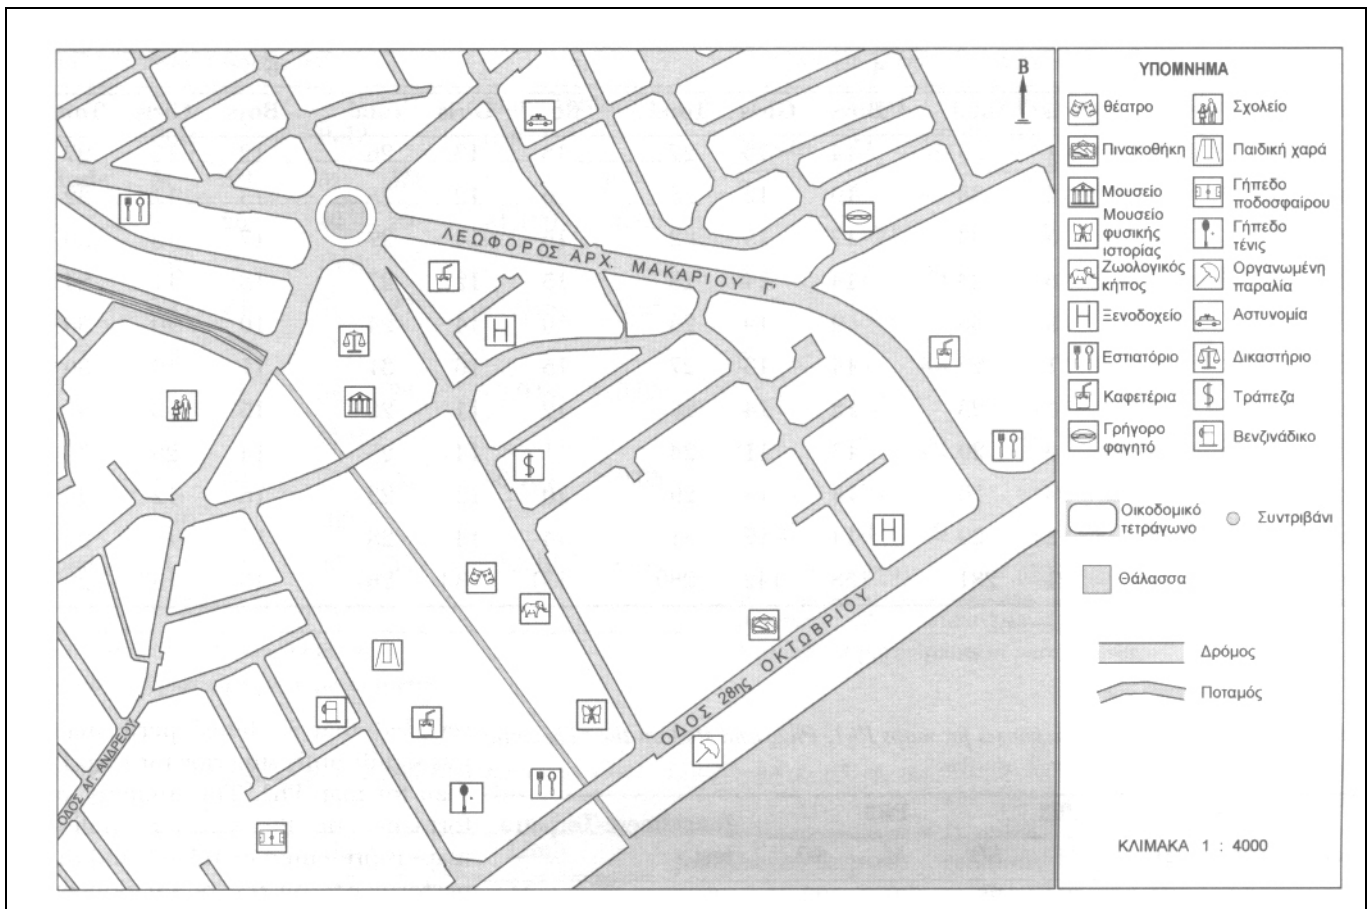 Β
ΛΕΩΦΟΡΟΣ ΑΡΧ. ΜΑΚΑΡΙΟΥ Γ'
ΟΔΟΣ 28ης ΟΚΤΩΒΡΙΟΥ
ΟΔΟΣ ΑΓ. ΑΝΔΡΕΟΥ
ΥΠΟΜΝΗΜΑ
θέατρο
Πινακοθήκη
Μουσείο
Μουσείο
φυσικής
ιστορίας
Ζωολογικός
κήπος
Ξενοδοχείο
Εστιατόριο
Καφετέρια
Γρήγορο
φαγητό
Σχολείο
Παιδική χαρά
Γήπεδο
ποδοσφαίρου
Γήπεδο
τένις
Οργανωμένη
παραλία
Αστυνομία
Δικαστήριο
Τράπεζα
Βενζινάδικο
Οικοδομικό
τετράγωνο
Συντριβάνι
Θάλασσα
Δρόμος
Ποταμός
ΚΛΙΜΑΚΑ 1 : 4000